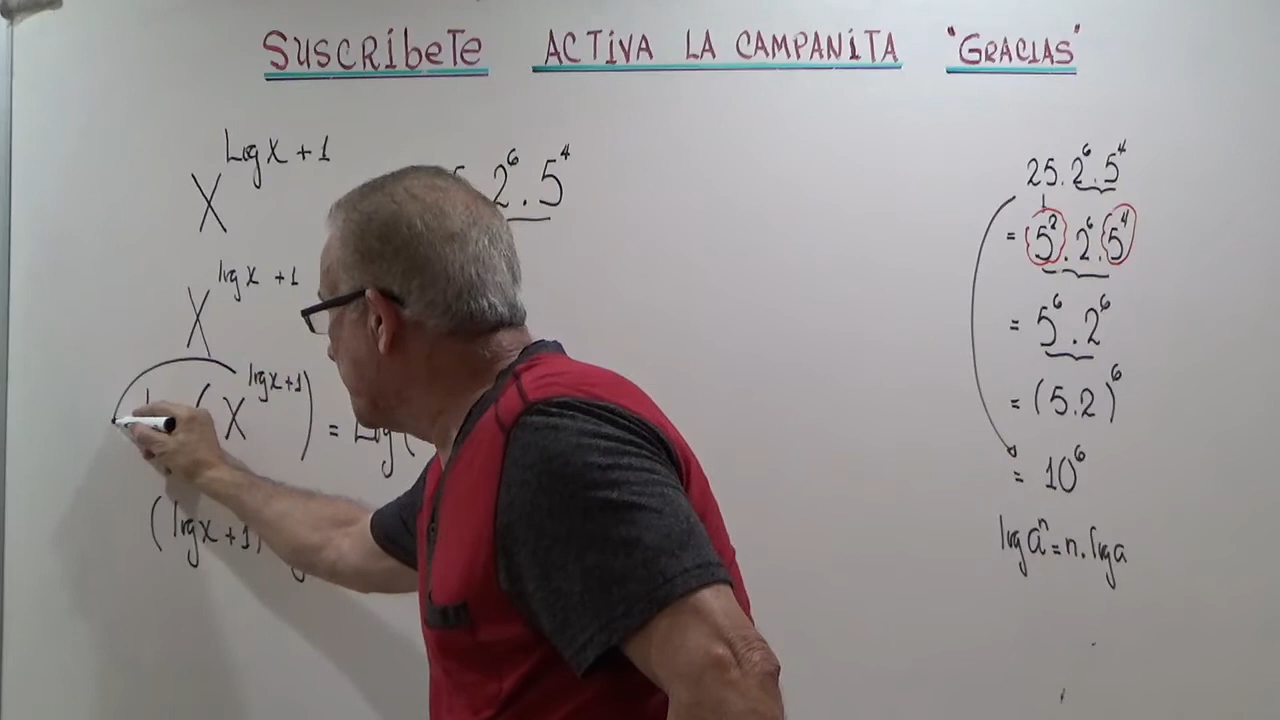 SUSCRÍBETE ACTIVA LA CAMPANITA "GRACIAS"
X^(Log x + 1) 2^6 . 5^4
X^(log x + 1)
(X^(log x + 1)) = Log(
(log x + 1)
25 . 2^6 . 5^4
= 5^2 . 2^6 . 5^4
= 5^6 . 2^6
= (5.2)^6
= 10^6
log a^n = n . log a